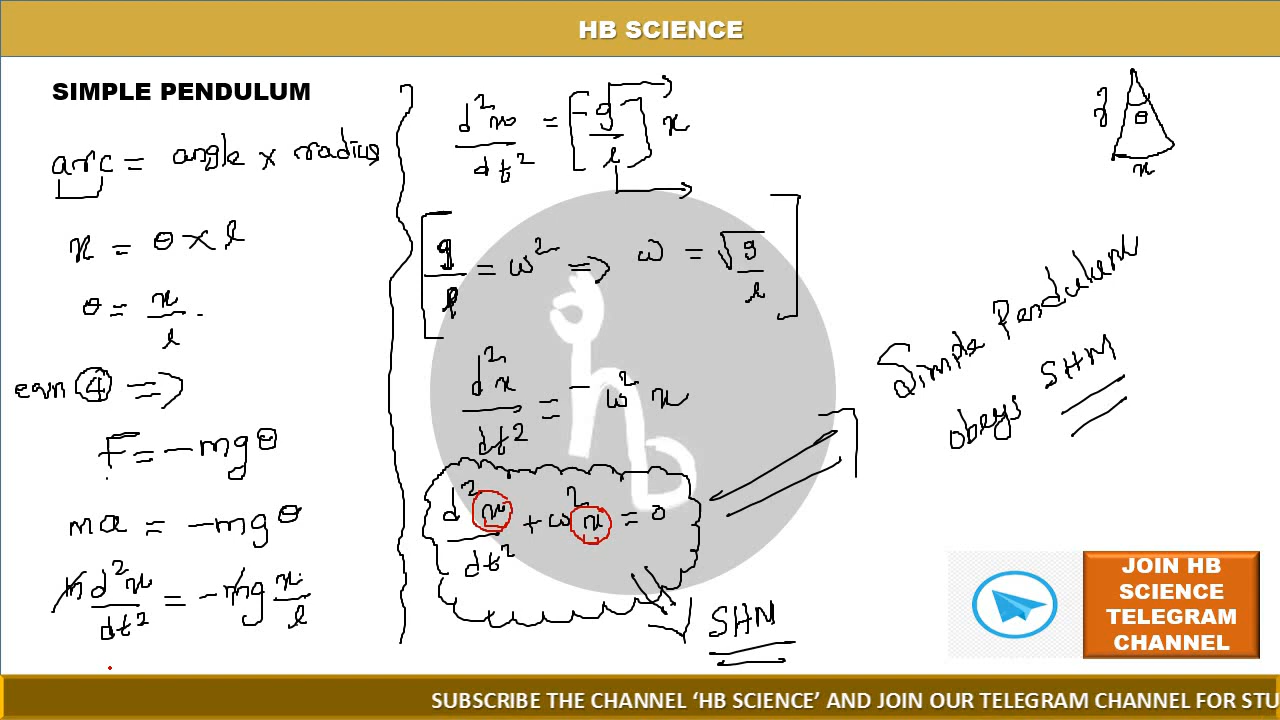 HB SCIENCE
SIMPLE PENDULUM
arc = angle × radius
x = θ × l
θ = x/l
eqn ④ ⇒
F = -mgθ
ma = -mgθ
m d²x/dt² = -mg x/l
d²x/dt² = [-g/l] x
[g/l = ω² ⇒ ω = √g/l]
d²x/dt² = -ω² x
d²x/dt² + ω²x = 0
SHM
θ
x
Simple Pendulum
obeys SHM
hb
JOIN HB
SCIENCE
TELEGRAM
CHANNEL
SUBSCRIBE THE CHANNEL ‘HB SCIENCE’ AND JOIN OUR TELEGRAM CHANNEL FOR STU